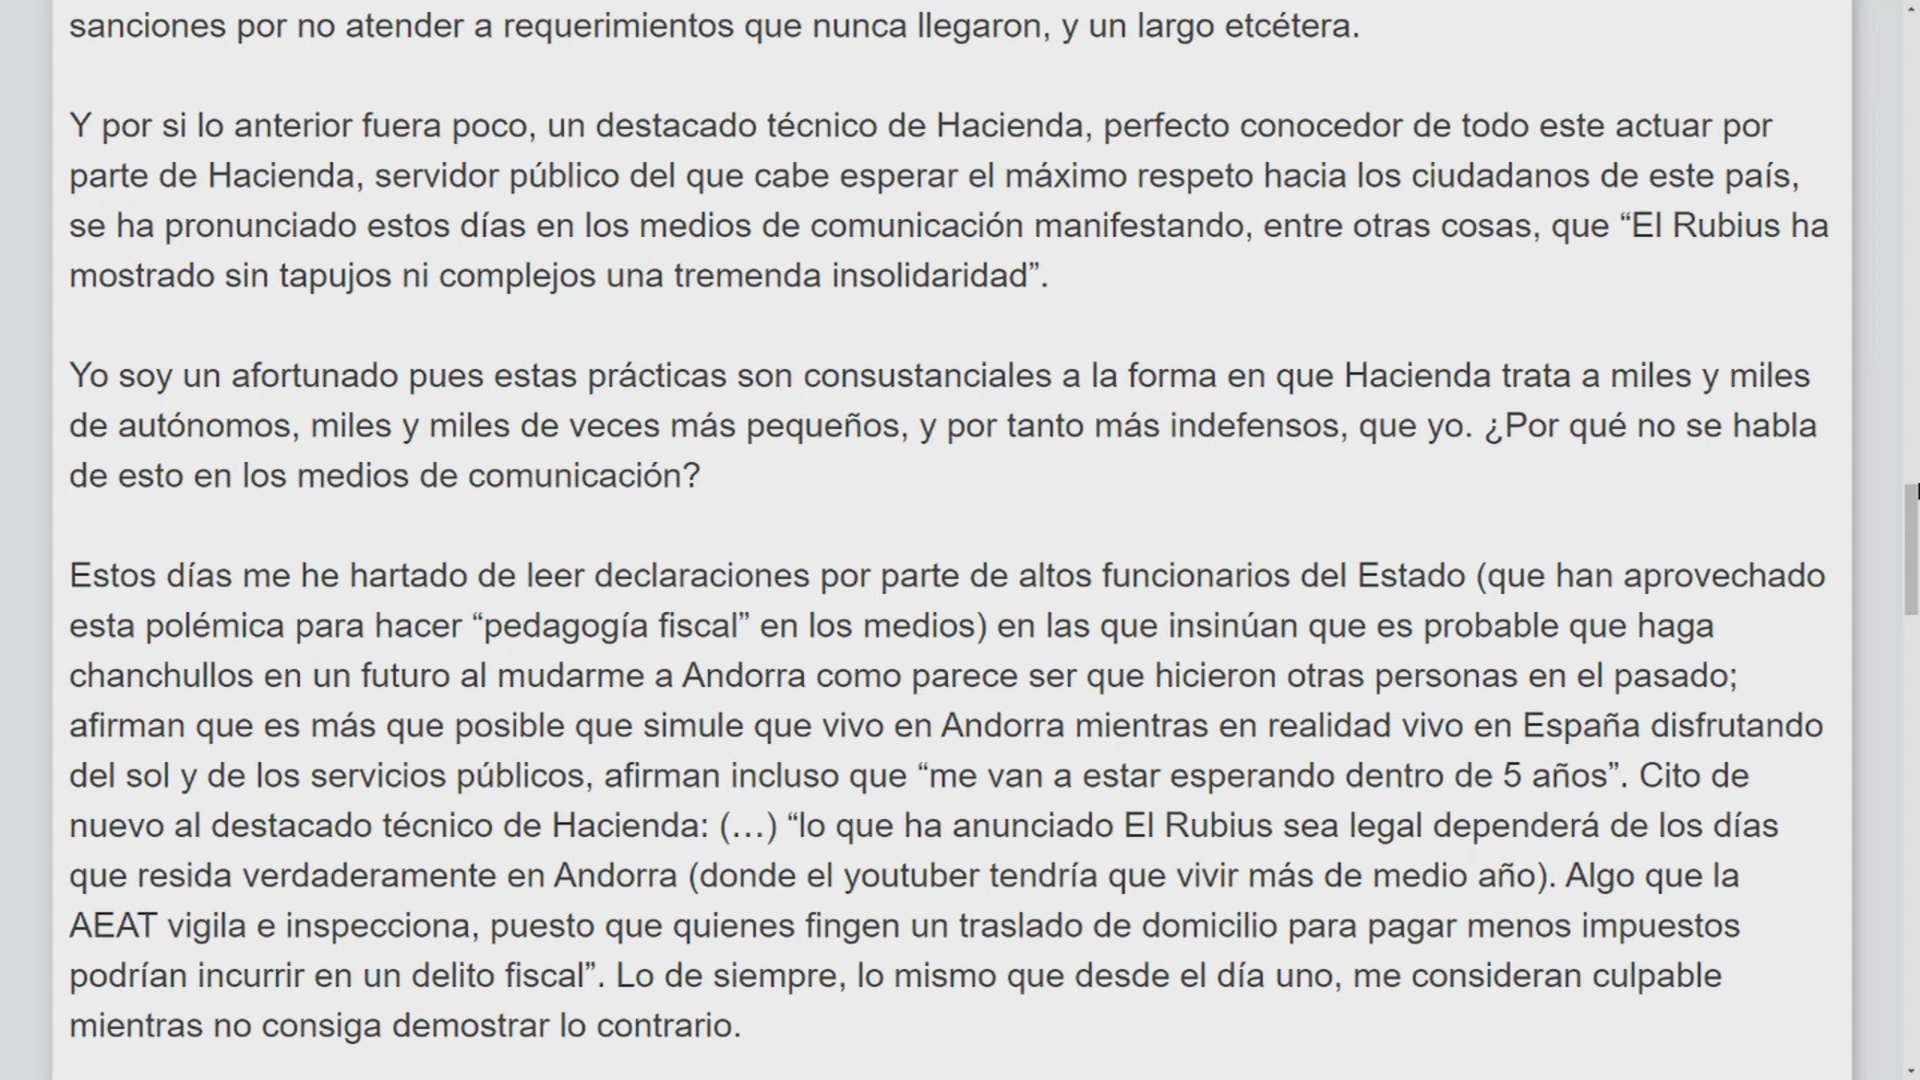 sanciones por no atender a requerimientos que nunca llegaron, y un largo etcétera.
Y por si lo anterior fuera poco, un destacado técnico de Hacienda, perfecto conocedor de todo este actuar por
parte de Hacienda, servidor público del que cabe esperar el máximo respeto hacia los ciudadanos de este país,
se ha pronunciado estos días en los medios de comunicación manifestando, entre otras cosas, que “El Rubius ha
mostrado sin tapujos ni complejos una tremenda insolidaridad”.
Yo soy un afortunado pues estas prácticas son consustanciales a la forma en que Hacienda trata a miles y miles
de autónomos, miles y miles de veces más pequeños, y por tanto más indefensos, que yo. ¿Por qué no se habla
de esto en los medios de comunicación?
Estos días me he hartado de leer declaraciones por parte de altos funcionarios del Estado (que han aprovechado
esta polémica para hacer “pedagogía fiscal” en los medios) en las que insinúan que es probable que haga
chanchullos en un futuro al mudarme a Andorra como parece ser que hicieron otras personas en el pasado;
afirman que es más que posible que simule que vivo en Andorra mientras en realidad vivo en España disfrutando
del sol y de los servicios públicos, afirman incluso que “me van a estar esperando dentro de 5 años”. Cito de
nuevo al destacado técnico de Hacienda: (…) “lo que ha anunciado El Rubius sea legal dependerá de los días
que resida verdaderamente en Andorra (donde el youtuber tendría que vivir más de medio año). Algo que la
AEAT vigila e inspecciona, puesto que quienes fingen un traslado de domicilio para pagar menos impuestos
podrían incurrir en un delito fiscal”. Lo de siempre, lo mismo que desde el día uno, me consideran culpable
mientras no consiga demostrar lo contrario.